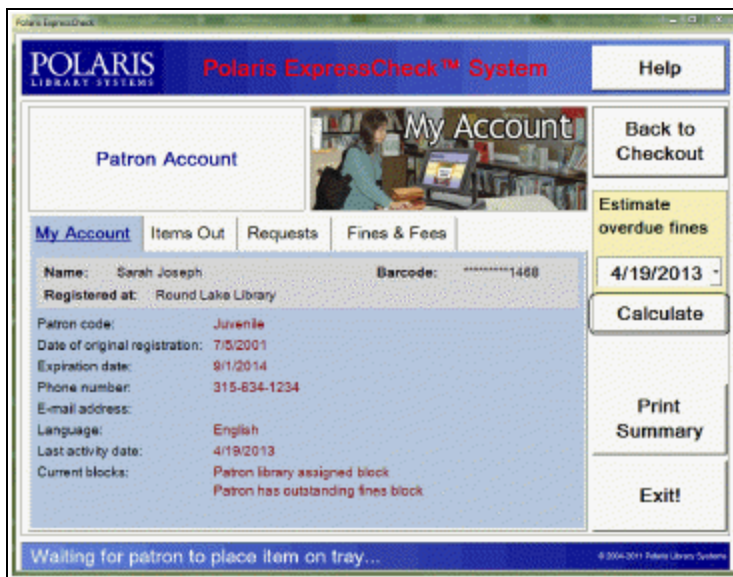 Polaris ExpressCheck
POLARIS
LIBRARY SYSTEMS
Polaris ExpressCheck™ System
Help
Patron Account
My Account
Back to
Checkout
Estimate
overdue fines
4/19/2013
Calculate
Print
Summary
Exit!
My Account Items Out Requests Fines & Fees
Name: Sarah Joseph Barcode: **********1468
Registered at: Round Lake Library
Patron code: Juvenile
Date of original registration: 7/5/2001
Expiration date: 9/1/2014
Phone number: 315-634-1234
E-mail address:
Language: English
Last activity date: 4/19/2013
Current blocks: Patron library assigned block
Patron has outstanding fines block
Waiting for patron to place item on tray...
© 2004-2011 Polaris Library Systems